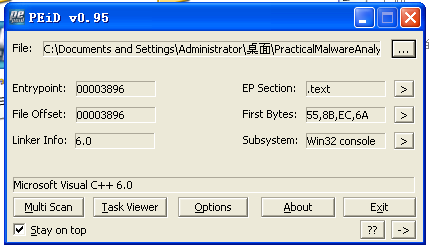 PEiD v0.95
File: C:\Documents and Settings\Administrator\桌面\PracticalMalwareAnaly ...
Entrypoint: 00003896 EP Section: .text >
File Offset: 00003896 First Bytes: 55,8B,EC,6A >
Linker Info: 6.0 Subsystem: Win32 console >
Microsoft Visual C++ 6.0
Multi Scan Task Viewer Options About Exit
Stay on top ?? ->